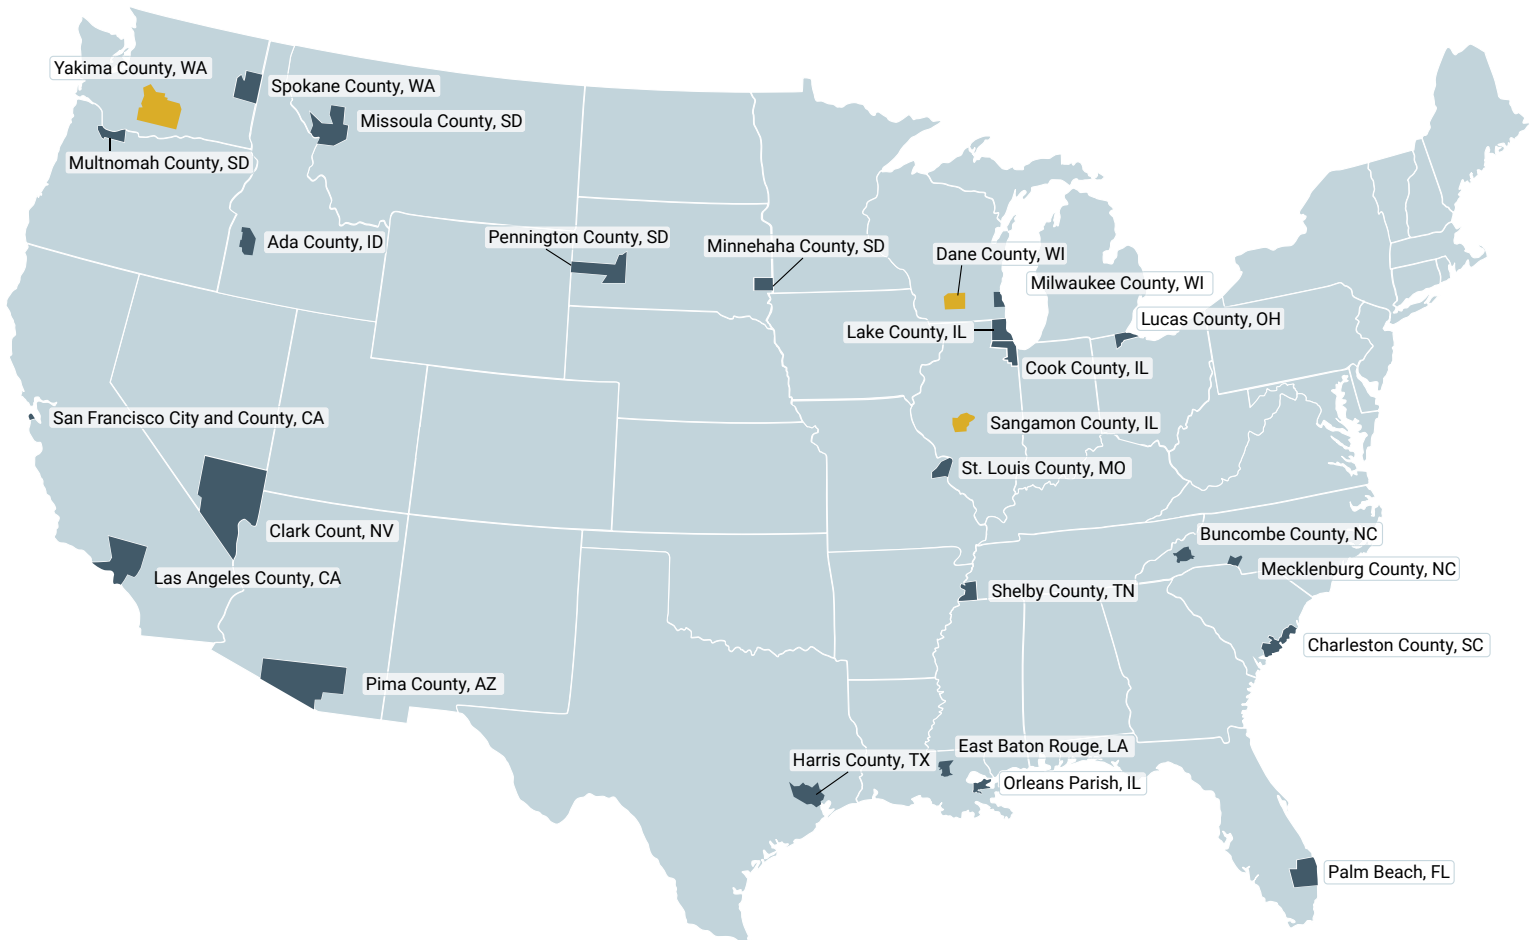 Yakima County, WA
Spokane County, WA
Missoula County, SD
Multnomah County, SD
Ada County, ID
Pennington County, SD
Minnehaha County, SD
Dane County, WI
Milwaukee County, WI
Lucas County, OH
Lake County, IL
Cook County, IL
San Francisco City and County, CA
Sangamon County, IL
St. Louis County, MO
Clark Count, NV
Buncombe County, NC
Mecklenburg County, NC
Las Angeles County, CA
Shelby County, TN
Charleston County, SC
Pima County, AZ
East Baton Rouge, LA
Harris County, TX
Orleans Parish, IL
Palm Beach, FL